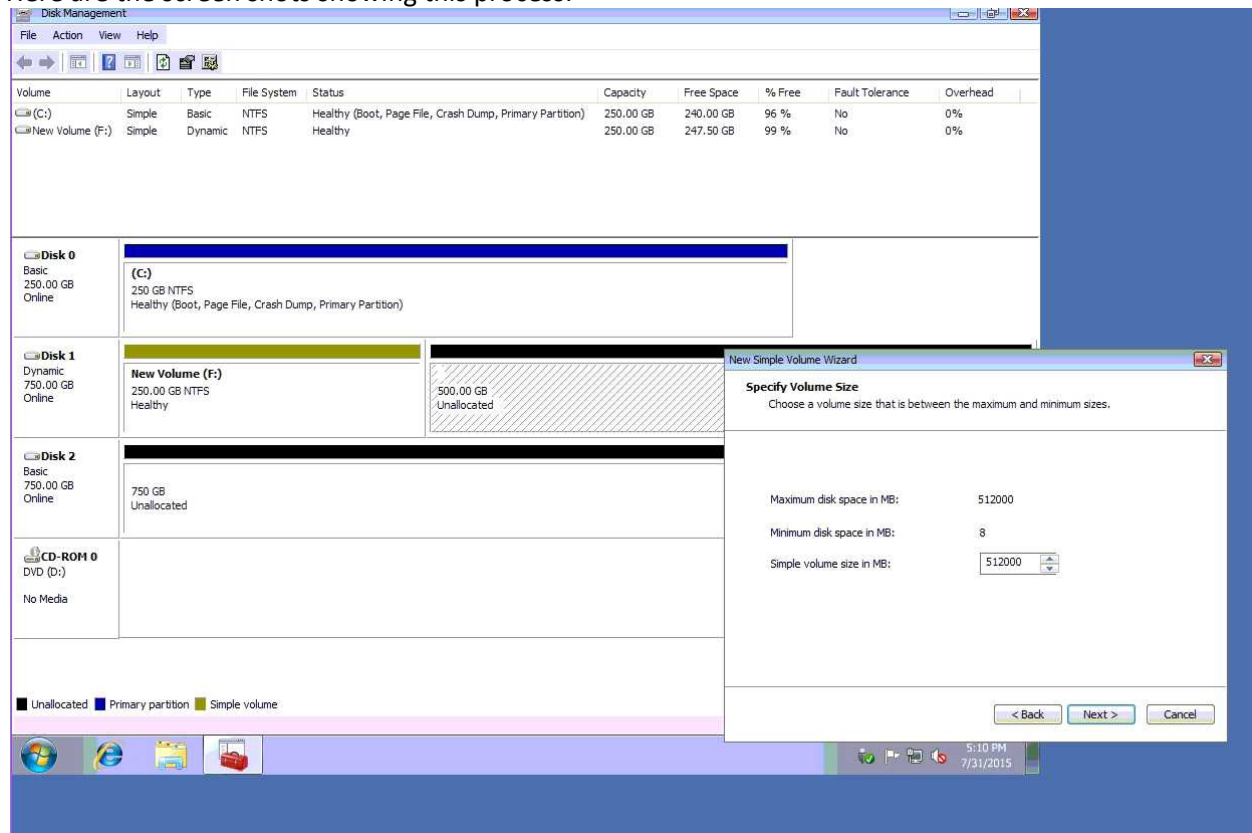 Here are the screen shots showing this process:
Disk Management
File Action View Help
Volume Layout Type File System Status Capacity Free Space % Free Fault Tolerance Overhead
(C:) Simple Basic NTFS Healthy (Boot, Page File, Crash Dump, Primary Partition) 250.00 GB 240.00 GB 96 % No 0%
New Volume (F:) Simple Dynamic NTFS Healthy 250.00 GB 247.50 GB 99 % No 0%
Disk 0
Basic
250.00 GB
Online
(C:)
250 GB NTFS
Healthy (Boot, Page File, Crash Dump, Primary Partition)
Disk 1
Dynamic
750.00 GB
Online
New Volume (F:)
250.00 GB NTFS
Healthy
500.00 GB
Unallocated
Disk 2
Basic
750.00 GB
Online
750 GB
Unallocated
CD-ROM 0
DVD (D:)
No Media
Unallocated Primary partition Simple volume
New Simple Volume Wizard
Specify Volume Size
Choose a volume size that is between the maximum and minimum sizes.
Maximum disk space in MB: 512000
Minimum disk space in MB: 8
Simple volume size in MB: 512000
< Back Next > Cancel
5:10 PM
7/31/2015